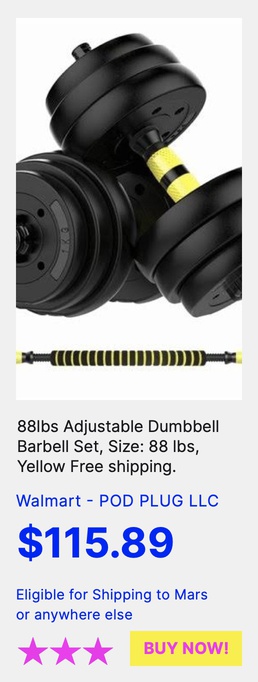 1KG
88lbs Adjustable Dumbbell
Barbell Set, Size: 88 lbs,
Yellow Free shipping.
Walmart - POD PLUG LLC
$115.89
Eligible for Shipping to Mars
or anywhere else
BUY NOW!